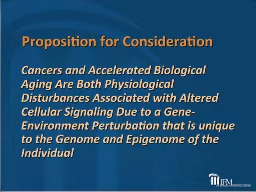 Proposition for Consideration
Cancers and Accelerated Biological
Aging Are Both Physiological
Disturbances Associated with Altered
Cellular Signaling Due to a Gene-
Environment Perturbation that is unique
to the Genome and Epigenome of the
Individual
IFM